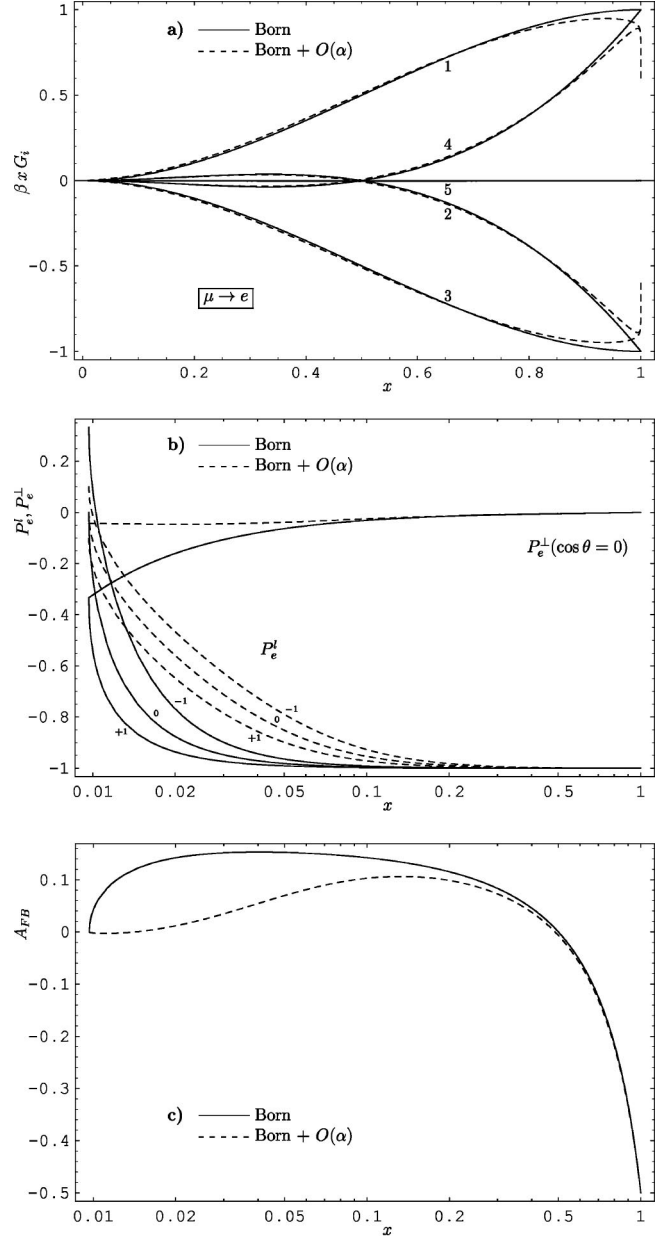 a)
Born
Born + O(α)
1
0.5
0
−0.5
−1
β x G_i
1
4
5
2
3
μ → e
0 0.2 0.4 0.6 0.8 1
x
b)
Born
Born + O(α)
0.2
0
−0.2
−0.4
−0.6
−0.8
−1
P_e^l, P_e^⊥
P_e^⊥(cos θ = 0)
P_e^l
+1 0 −1
+1 0 −1
0.01 0.02 0.05 0.1 0.2 0.5 1
x
0.1
0
−0.1
−0.2
−0.3
−0.4
−0.5
A_FB
c)
Born
Born + O(α)
0.01 0.02 0.05 0.1 0.2 0.5 1
x